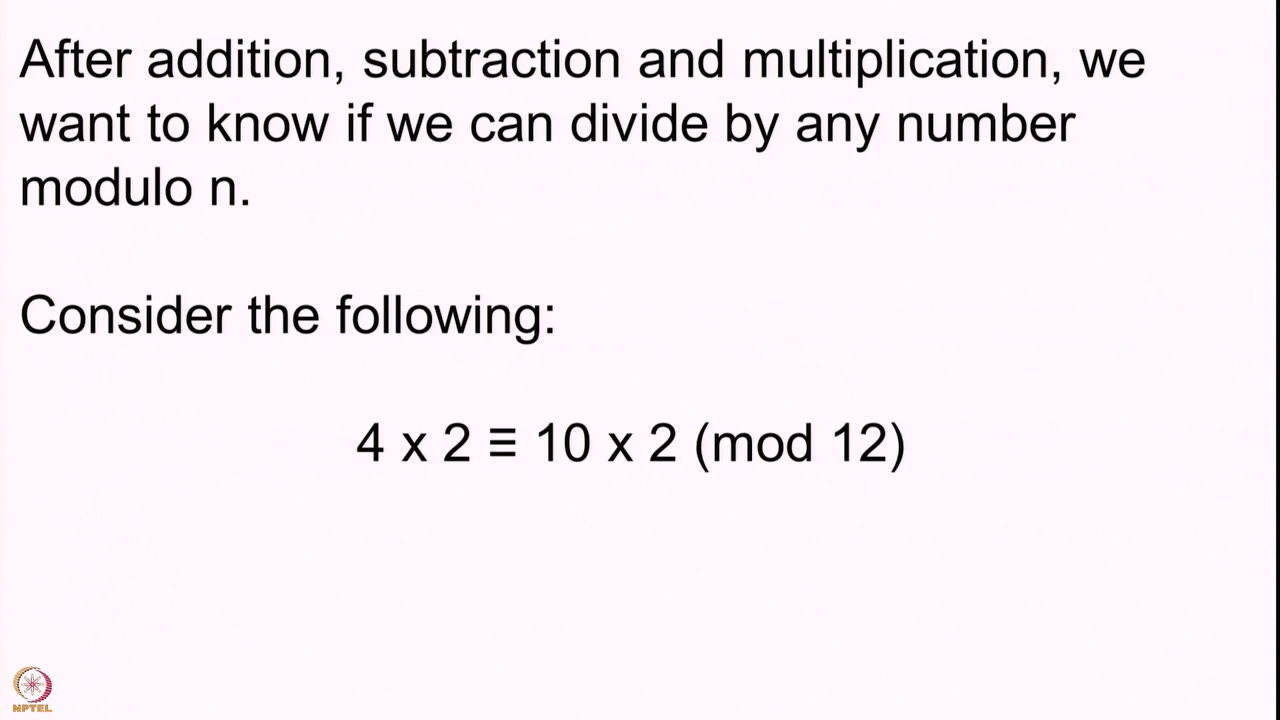 After addition, subtraction and multiplication, we
want to know if we can divide by any number
modulo n.
Consider the following:
4 x 2 ≡ 10 x 2 (mod 12)
NPTEL